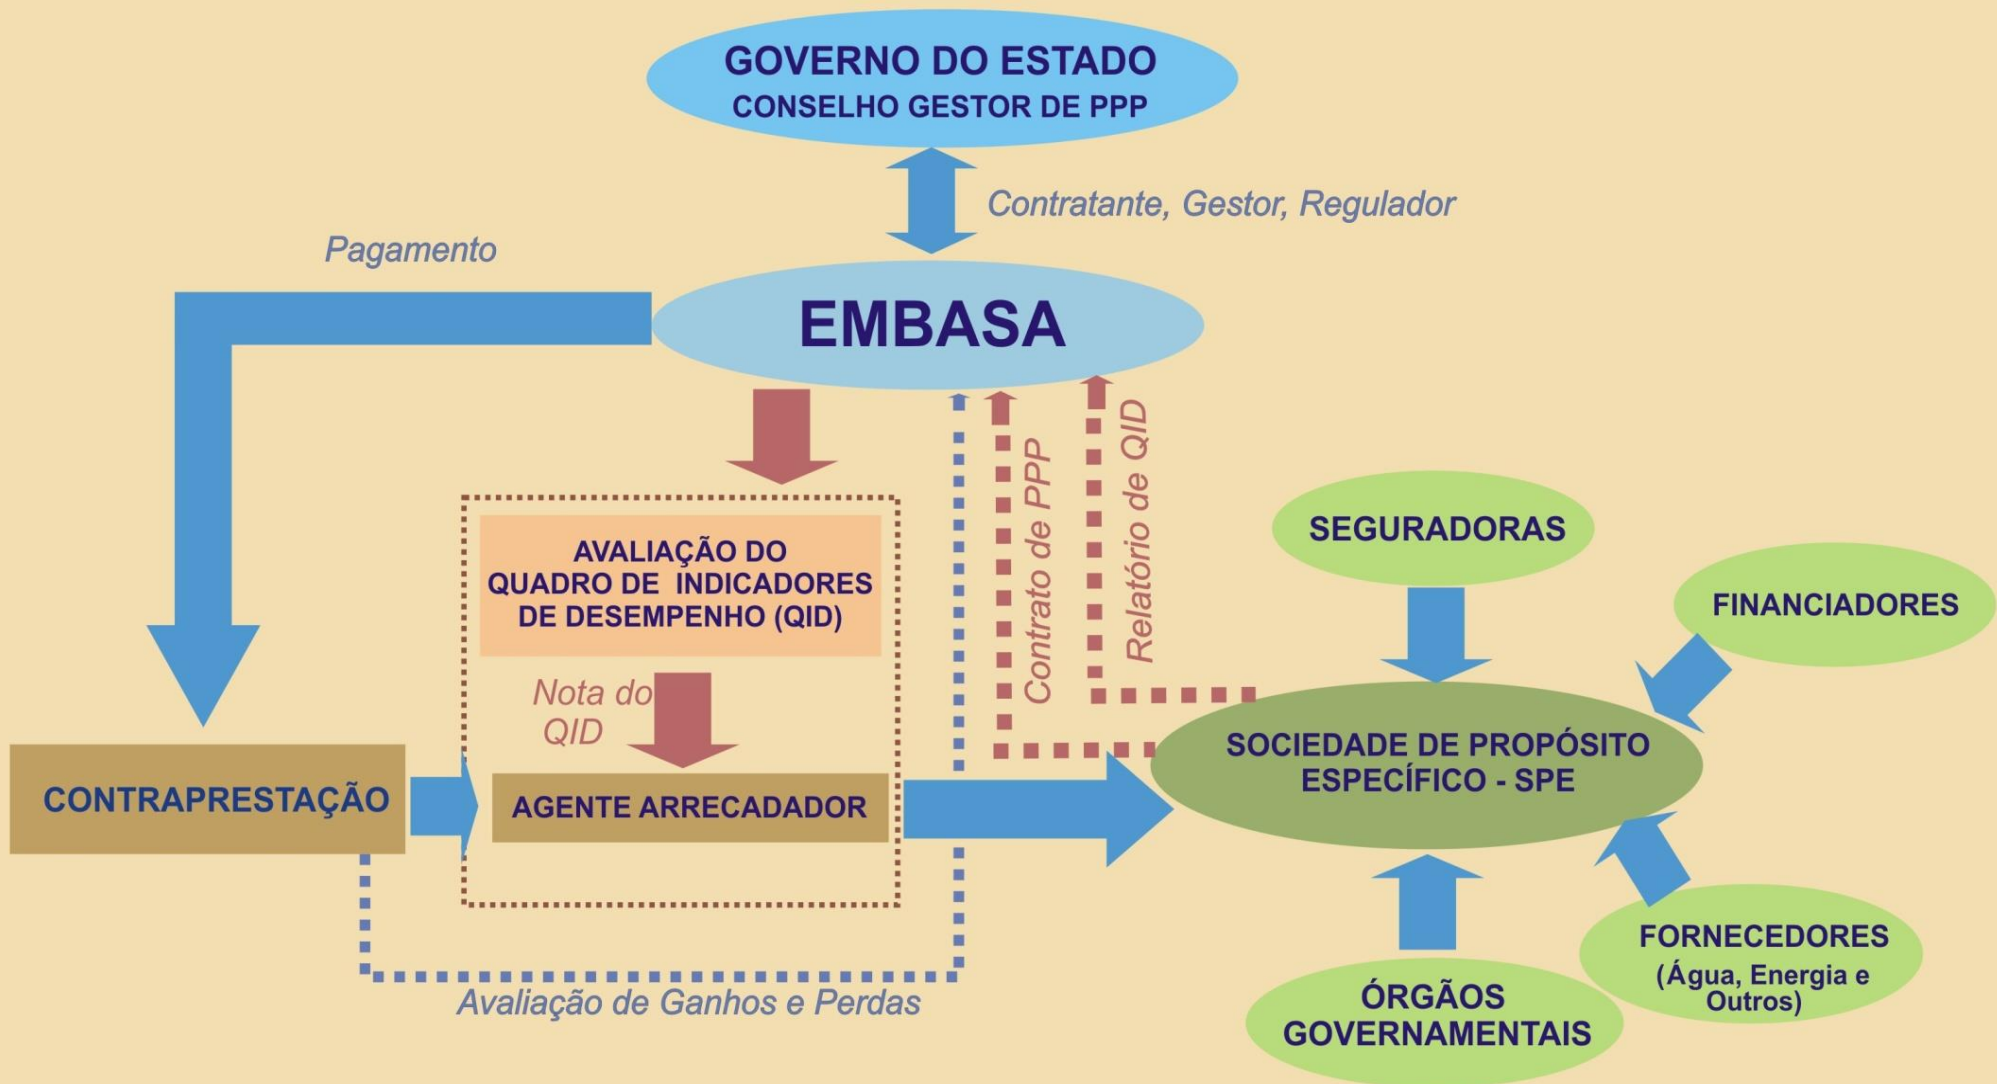 GOVERNO DO ESTADO
CONSELHO GESTOR DE PPP
Contratante, Gestor, Regulador
Pagamento
EMBASA
Contrato de PPP
Relatório de QID
AVALIAÇÃO DO
QUADRO DE INDICADORES
DE DESEMPENHO (QID)
Nota do
QID
CONTRAPRESTAÇÃO
AGENTE ARRECADADOR
Avaliação de Ganhos e Perdas
SEGURADORAS
FINANCIADORES
SOCIEDADE DE PROPÓSITO
ESPECÍFICO - SPE
FORNECEDORES
(Água, Energia e
Outros)
ÓRGÃOS
GOVERNAMENTAIS